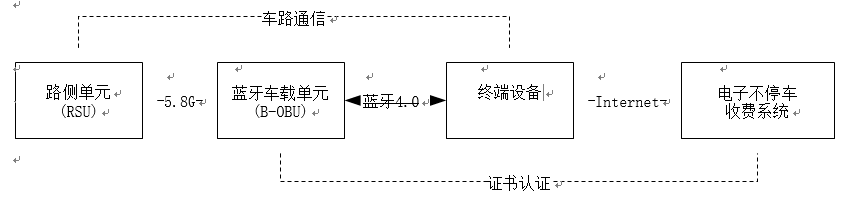 车路通信
路侧单元
(RSU)
-5.8G-
蓝牙车载单元
(B-OBU)
蓝牙4.0
终端设备
-Internet-
电子不停车
收费系统
证书认证